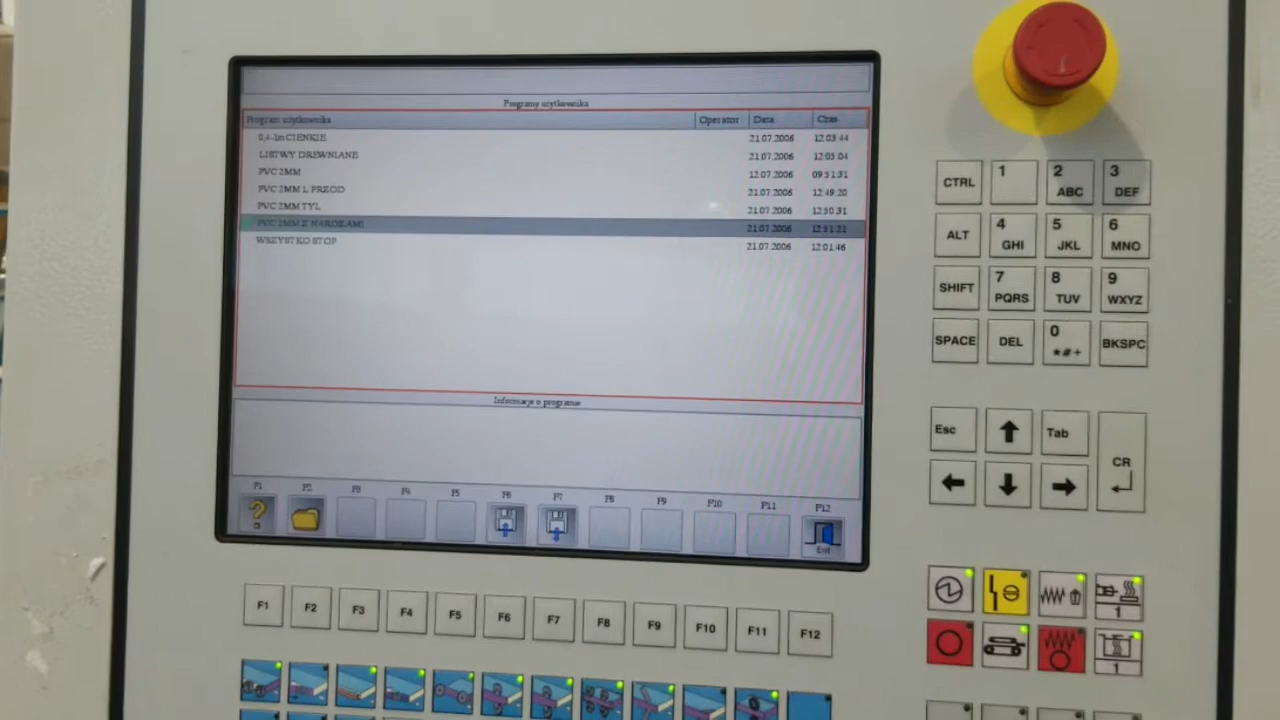 Programy użytkownika
Program użytkownika Operator Data Czas
0,4-1m CIENKIE 21.07.2006 12:03:44
LISTWY DREWNIANE 21.07.2006 12:05:04
PVC 2MM 12.07.2006 09:51:31
PVC 2MM L PRZOD 21.07.2006 12:49:20
PVC 2MM TYL 21.07.2006 12:50:31
PVC 2MM Z NAROZAMI 21.07.2006 12:51:21
WSZYSTKO STOP 21.07.2006 12:01:46
Informacje o programie
F1 F2 F3 F4 F5 F6 F7 F8 F9 F10 F11 F12
?
Exit
CTRL 1 2 ABC 3 DEF
ALT 4 GHI 5 JKL 6 MNO
SHIFT 7 PQRS 8 TUV 9 WXYZ
SPACE DEL 0 *#+ BKSPC
Esc Tab
CR
F1 F2 F3 F4 F5 F6 F7 F8 F9 F10 F11 F12
1
1